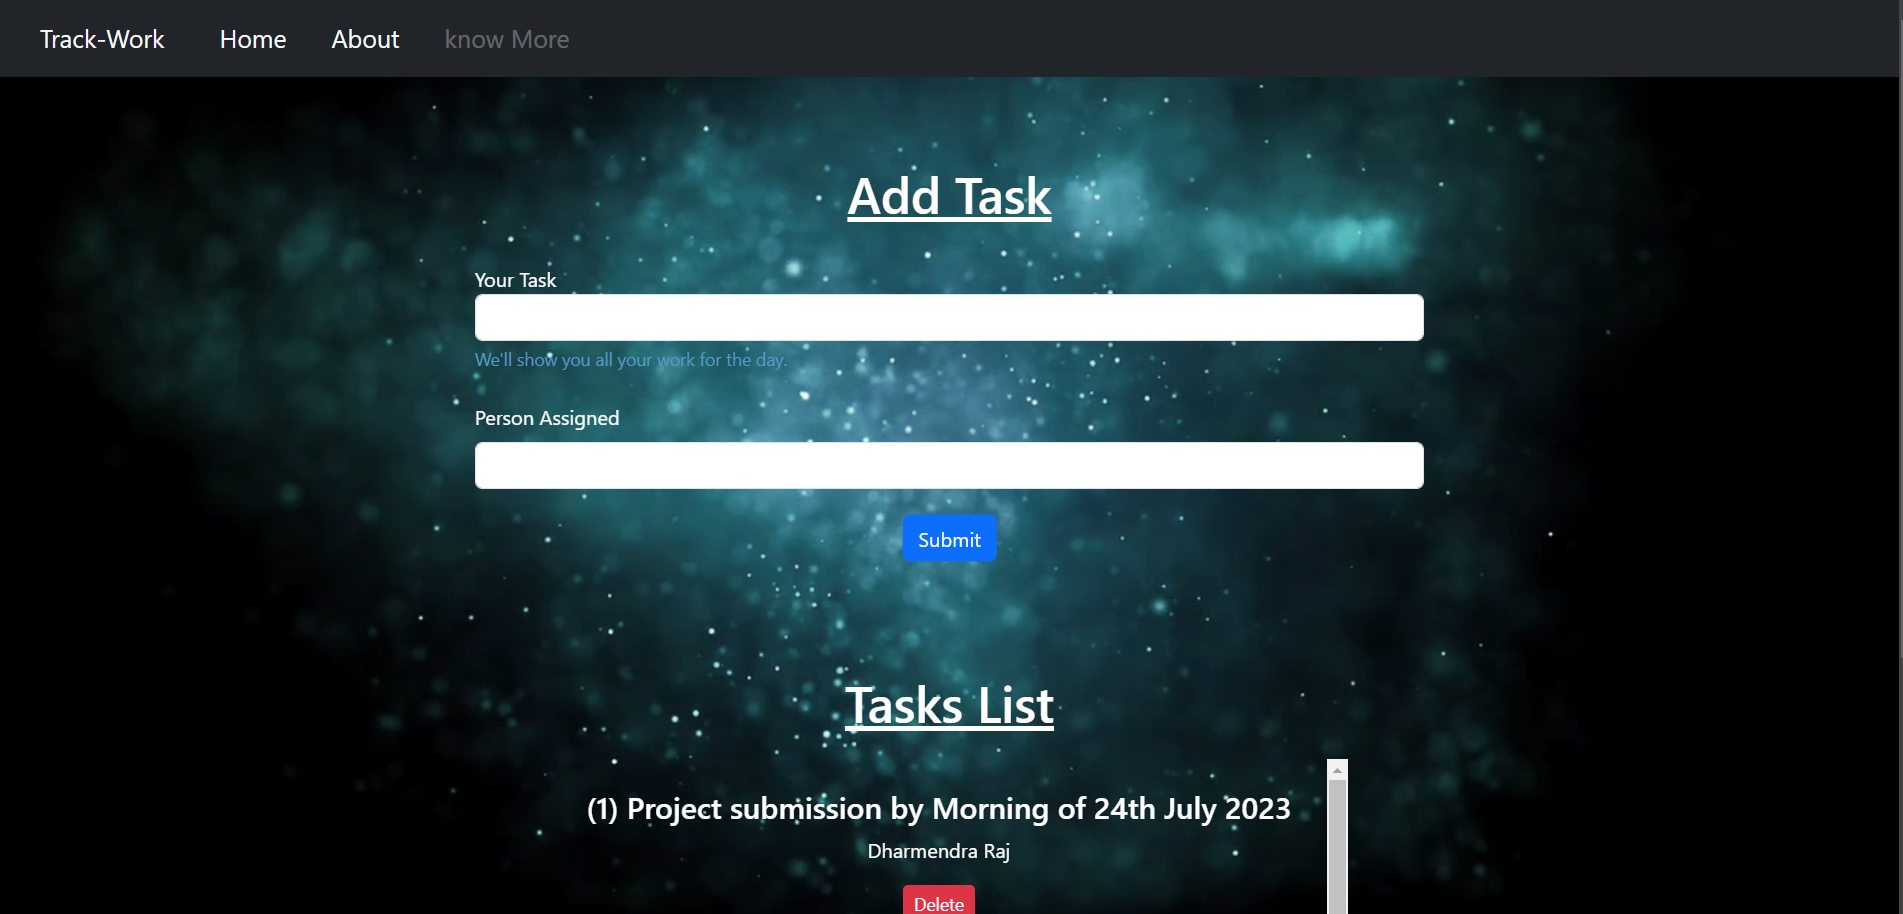 Track-Work Home About know More
Add Task
Your Task
We'll show you all your work for the day.
Person Assigned
Submit
Tasks List
(1) Project submission by Morning of 24th July 2023
Dharmendra Raj
Delete